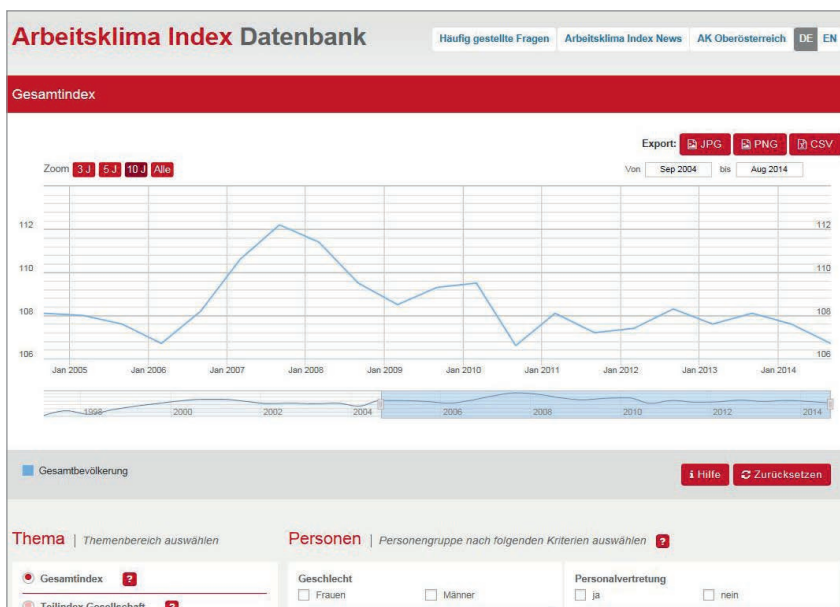 Arbeitsklima Index Datenbank
Häufig gestellte Fragen Arbeitsklima Index News AK Oberösterreich DE EN
Gesamtindex
Export: JPG PNG CSV
Zoom 3 J 5 J 10 J Alle Von Sep 2004 bis Aug 2014
112 112
110 110
108 108
106 106
Jan 2005 Jan 2006 Jan 2007 Jan 2008 Jan 2009 Jan 2010 Jan 2011 Jan 2012 Jan 2013 Jan 2014
1998 2000 2002 2004 2006 2008 2010 2012 2014
Gesamtbevölkerung i Hilfe Zurücksetzen
Thema | Themenbereich auswählen Personen | Personengruppe nach folgenden Kriterien auswählen ?
Gesamtindex ? Geschlecht Personalvertretung
Frauen Männer ja nein
Teilindex Gesellschaft ?